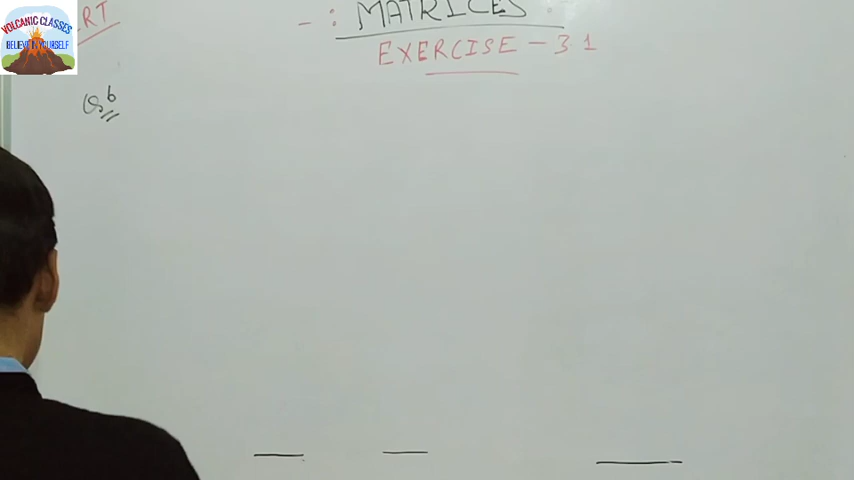 VOLCANIC CLASSES
BELIEVE IN YOURSELF
RT
- : MATRICES :
EXERCISE - 3 1
Q 6